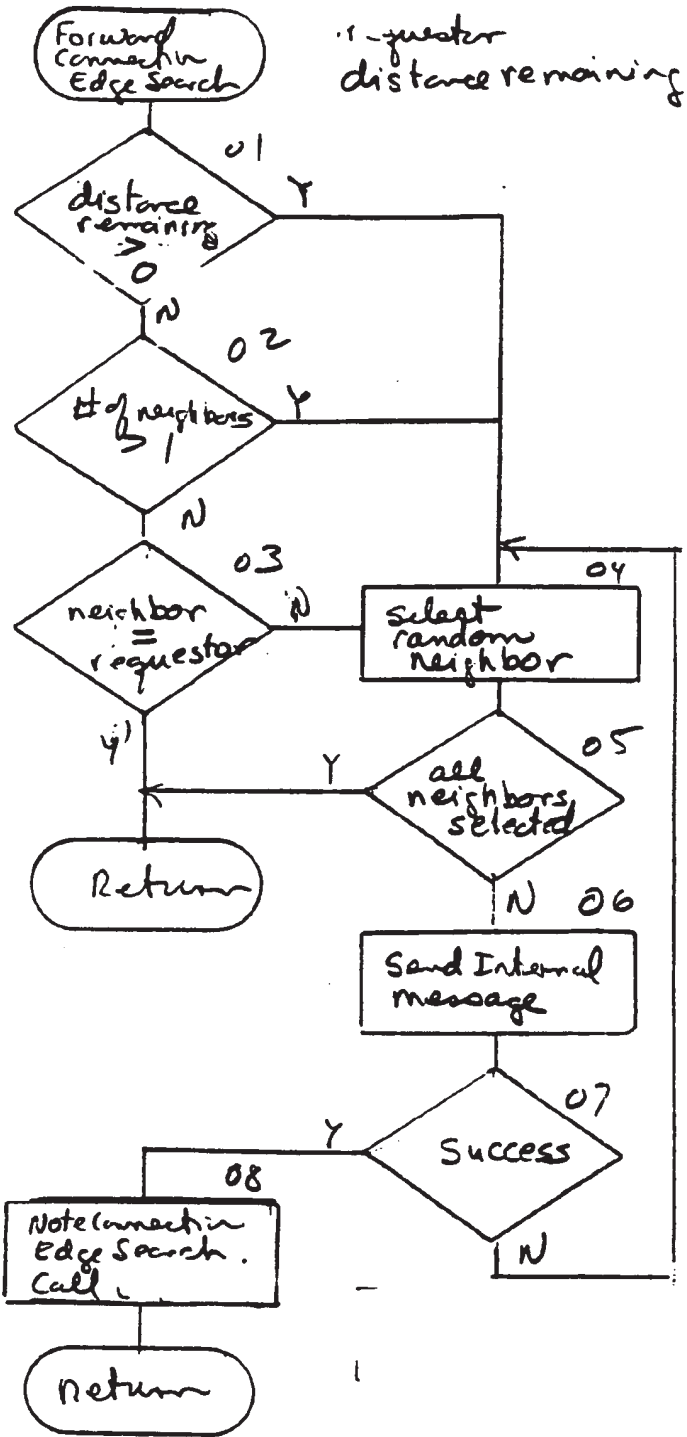 Forward
Connection
Edge Search
distance remaining
01
Y
distance
remaining
>
0
N
02
# of neighbors
> 1
Y
N
03
neighbor
=
requestor
N
04
Select
random
neighbor
Y
05
all
neighbors
selected
Y
Return
N
06
Send Internal
message
07
Success
Y
N
08
Note Connection
Edge Search
Call
Return